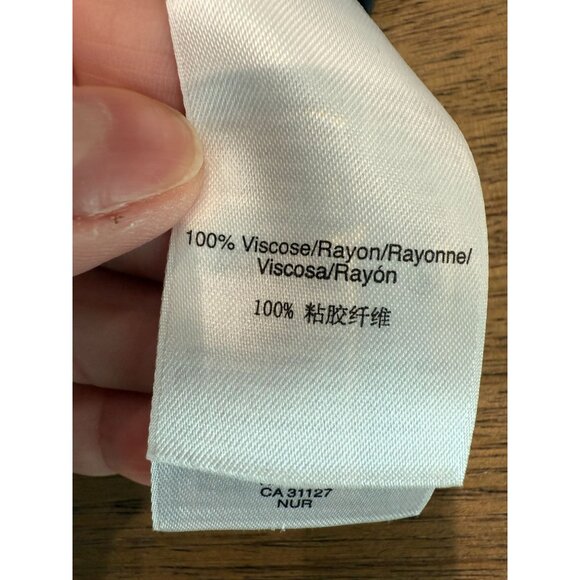 100% Viscose/Rayon/Rayonne/
Viscosa/Rayón
100% 粘胶纤维
CA 31127
NUR